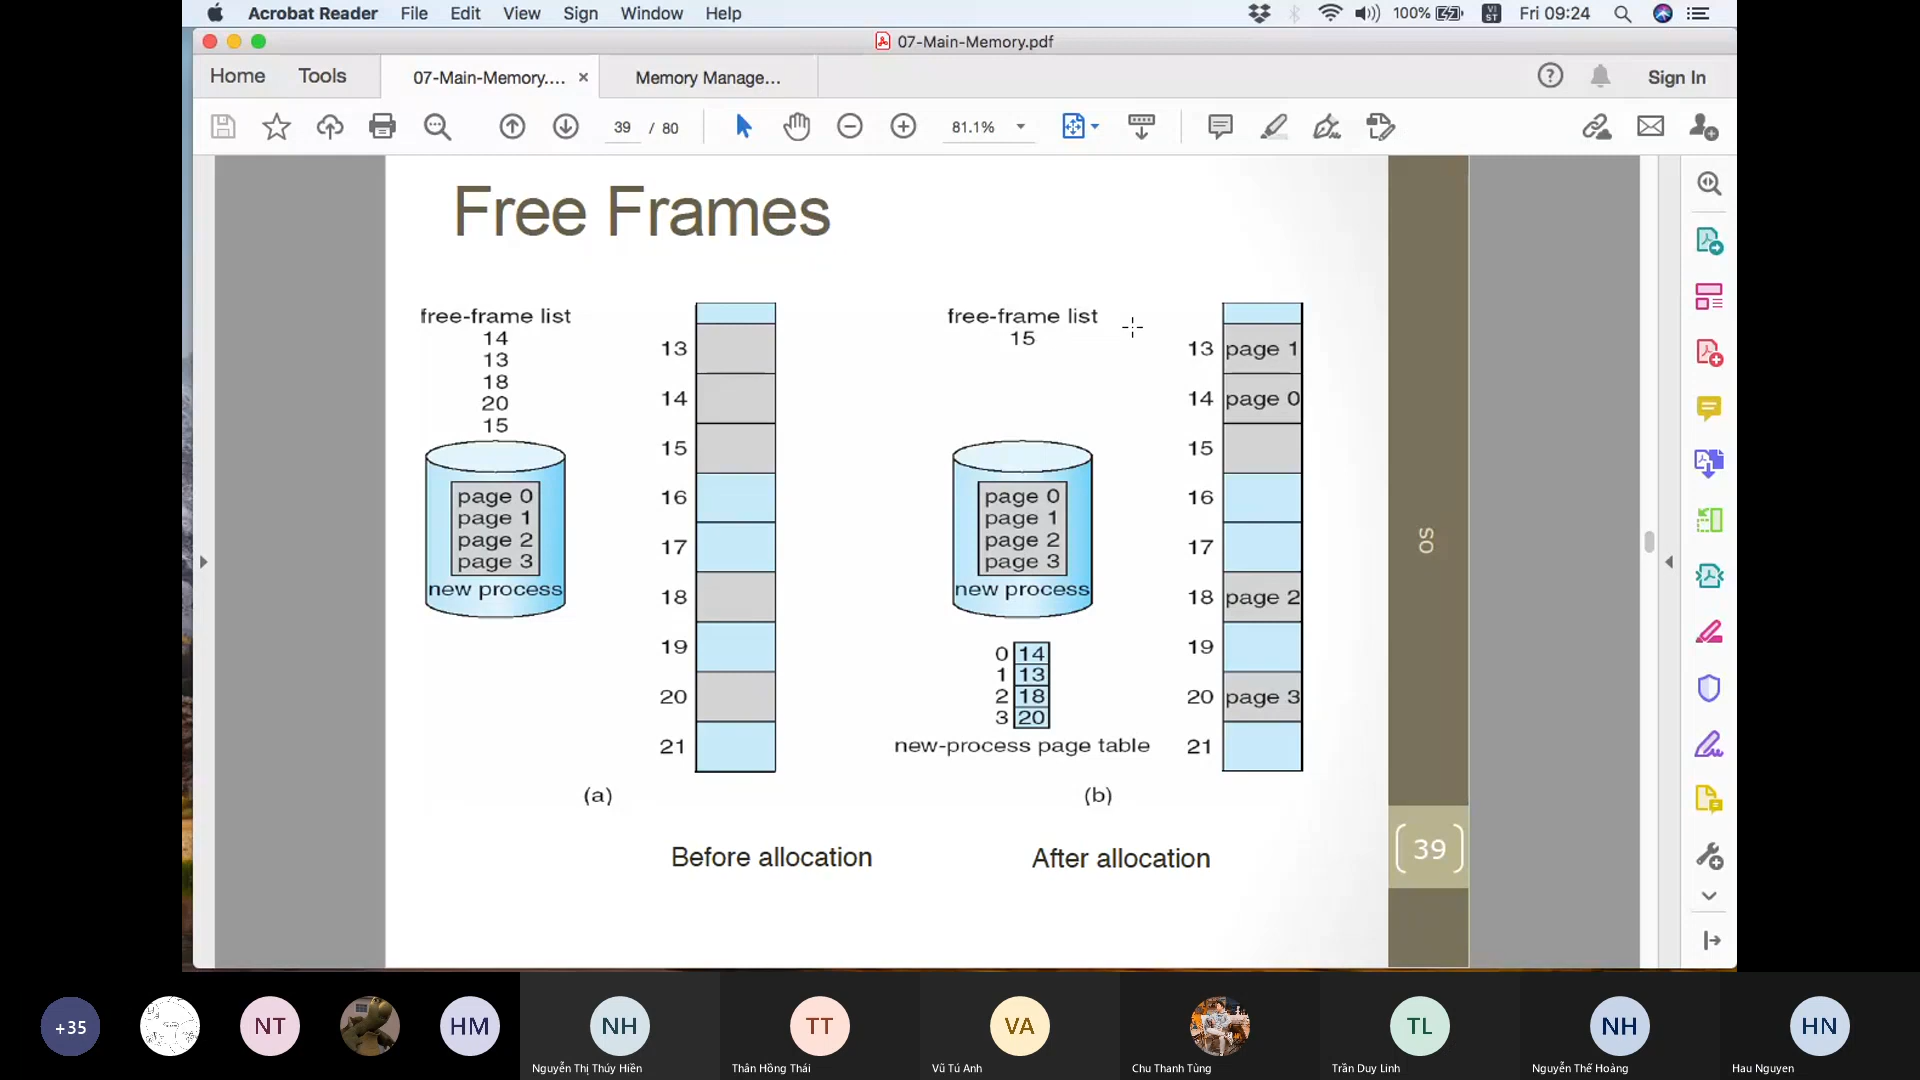 Acrobat Reader File Edit View Sign Window Help 100% VI ST Fri 09:24
07-Main-Memory.pdf
Home Tools 07-Main-Memory.... × Memory Manage... Sign In
39 / 80 81.1%
Free Frames
free-frame list
14
13
18
20
15
page 0
page 1
page 2
page 3
new process
13
14
15
16
17
18
19
20
21
(a)
Before allocation
free-frame list
15
page 0
page 1
page 2
page 3
new process
0 14
1 13
2 18
3 20
new-process page table
13 page 1
14 page 0
15
16
17
18 page 2
19
20 page 3
21
(b)
After allocation
OS
39
+35 NT HM NH TT VA TL NH HN
Nguyễn Thị Thúy Hiền Thân Hồng Thái Vũ Tú Anh Chu Thanh Tùng Trần Duy Linh Nguyễn Thế Hoàng Hau Nguyen